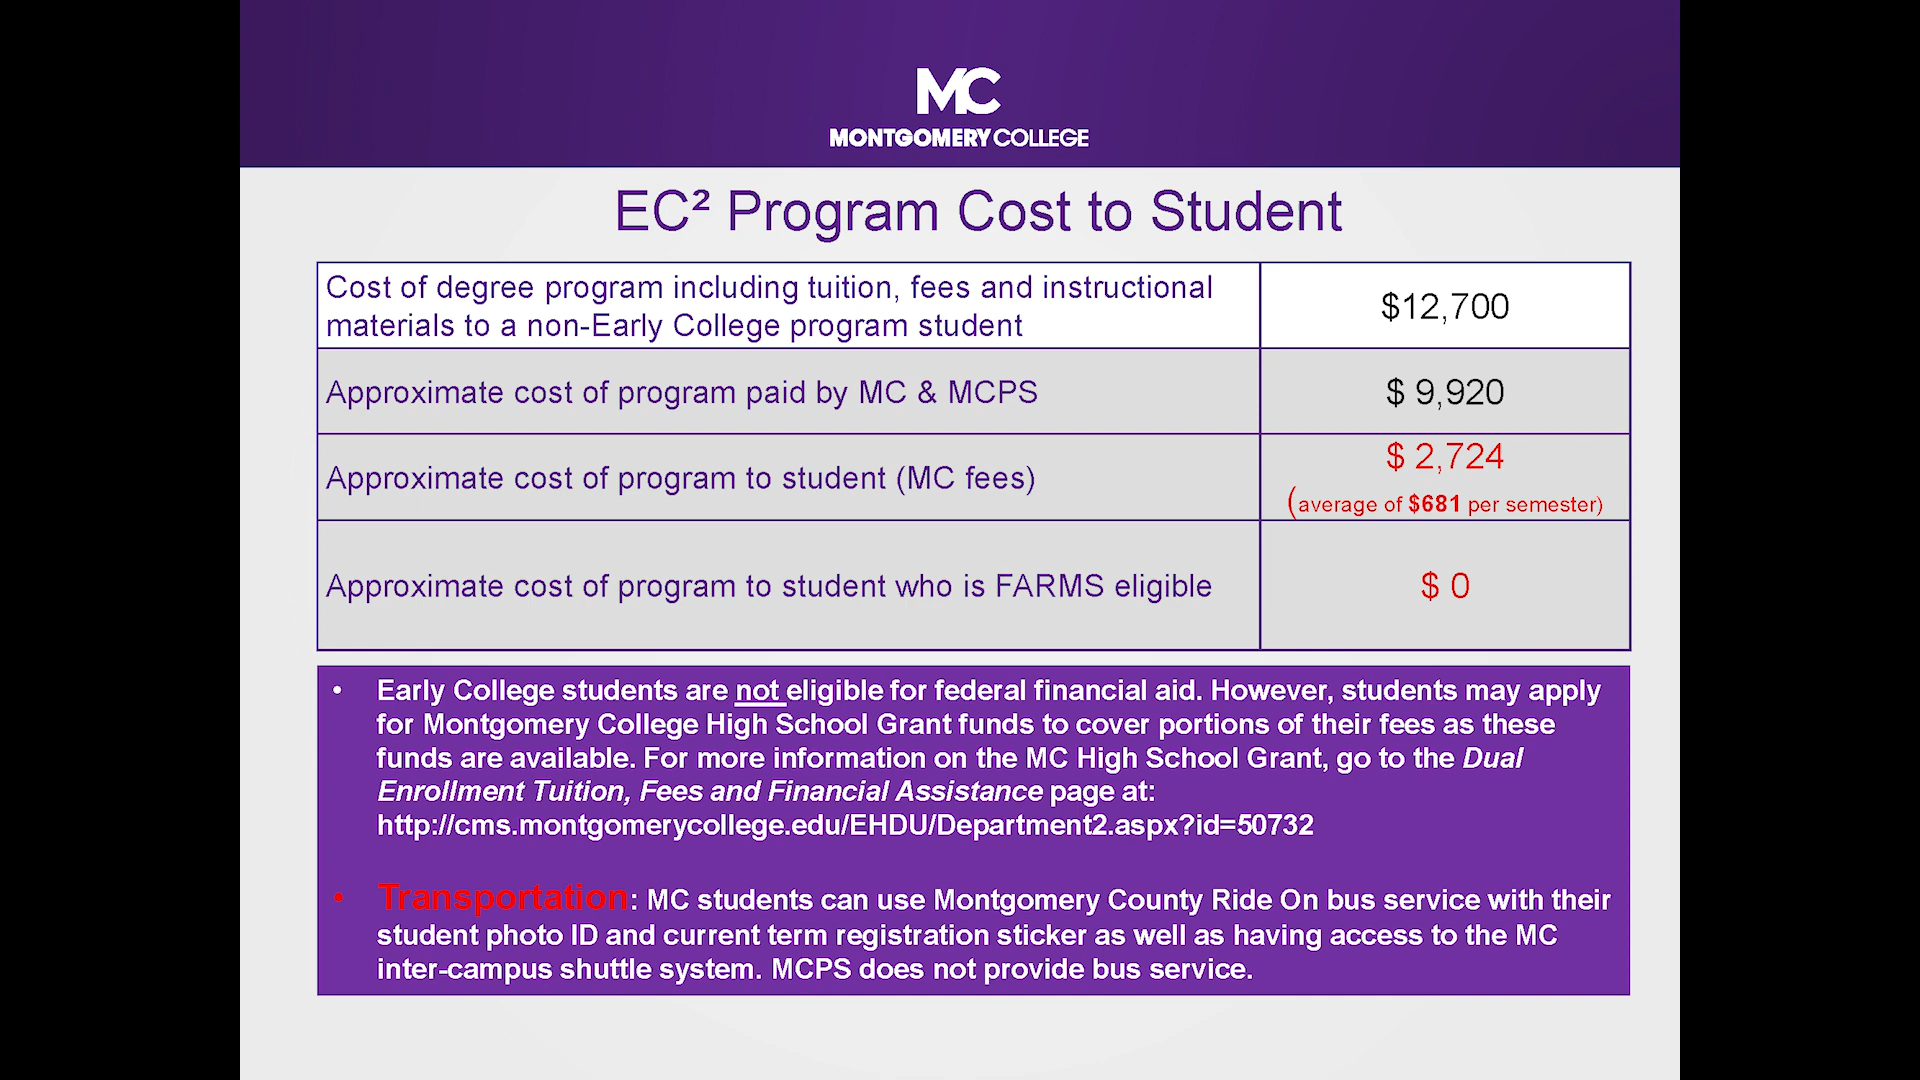 MC
MONTGOMERY COLLEGE
EC² Program Cost to Student
Cost of degree program including tuition, fees and instructional
materials to a non-Early College program student
$12,700
Approximate cost of program paid by MC & MCPS
$ 9,920
Approximate cost of program to student (MC fees)
$ 2,724
(average of $681 per semester)
Approximate cost of program to student who is FARMS eligible
$ 0
• Early College students are not eligible for federal financial aid. However, students may apply
for Montgomery College High School Grant funds to cover portions of their fees as these
funds are available. For more information on the MC High School Grant, go to the Dual
Enrollment Tuition, Fees and Financial Assistance page at:
http://cms.montgomerycollege.edu/EHDU/Department2.aspx?id=50732
• Transportation: MC students can use Montgomery County Ride On bus service with their
student photo ID and current term registration sticker as well as having access to the MC
inter-campus shuttle system. MCPS does not provide bus service.